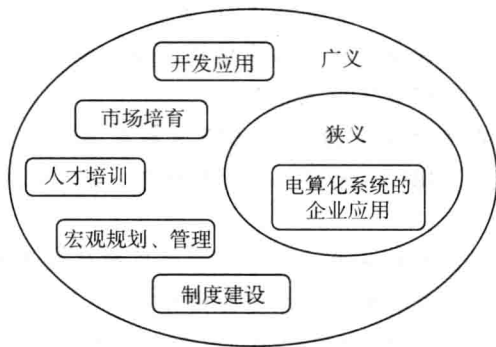 开发应用
广义
市场培育
狭义
人才培训
电算化系统的
企业应用
宏观规划、管理
制度建设